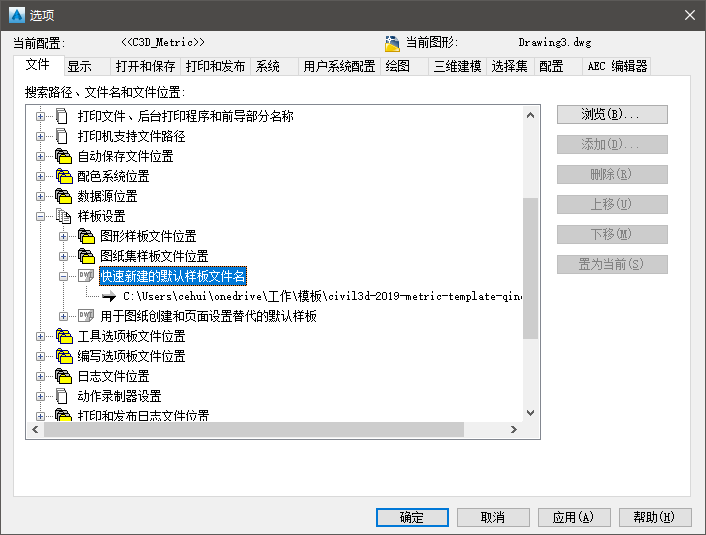 选项
当前配置: <<C3D_Metric>> 当前图形: Drawing3.dwg
文件 显示 打开和保存 打印和发布 系统 用户系统配置 绘图 三维建模 选择集 配置 AEC 编辑器
搜索路径、文件名和文件位置:
打印文件、后台打印程序和前导部分名称
打印机支持文件路径
自动保存文件位置
配色系统位置
数据源位置
样板设置
图形样板文件位置
图纸集样板文件位置
快速新建的默认样板文件名
C:\Users\cehui\onedrive\工作\模板\civil3d-2019-metric-template-qin
用于图纸创建和页面设置替代的默认样板
工具选项板文件位置
编写选项板文件位置
日志文件位置
动作录制器设置
打印和发布日志文件位置
浏览(B)...
添加(D)...
删除(R)
上移(U)
下移(M)
置为当前(S)
确定 取消 应用(A) 帮助(H)